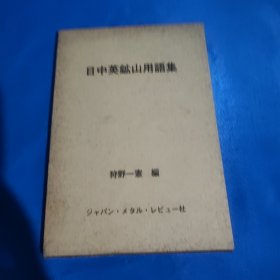 日中英鉱山用語集
狩野一憲 編
ジャパン・メタル・レビュー社